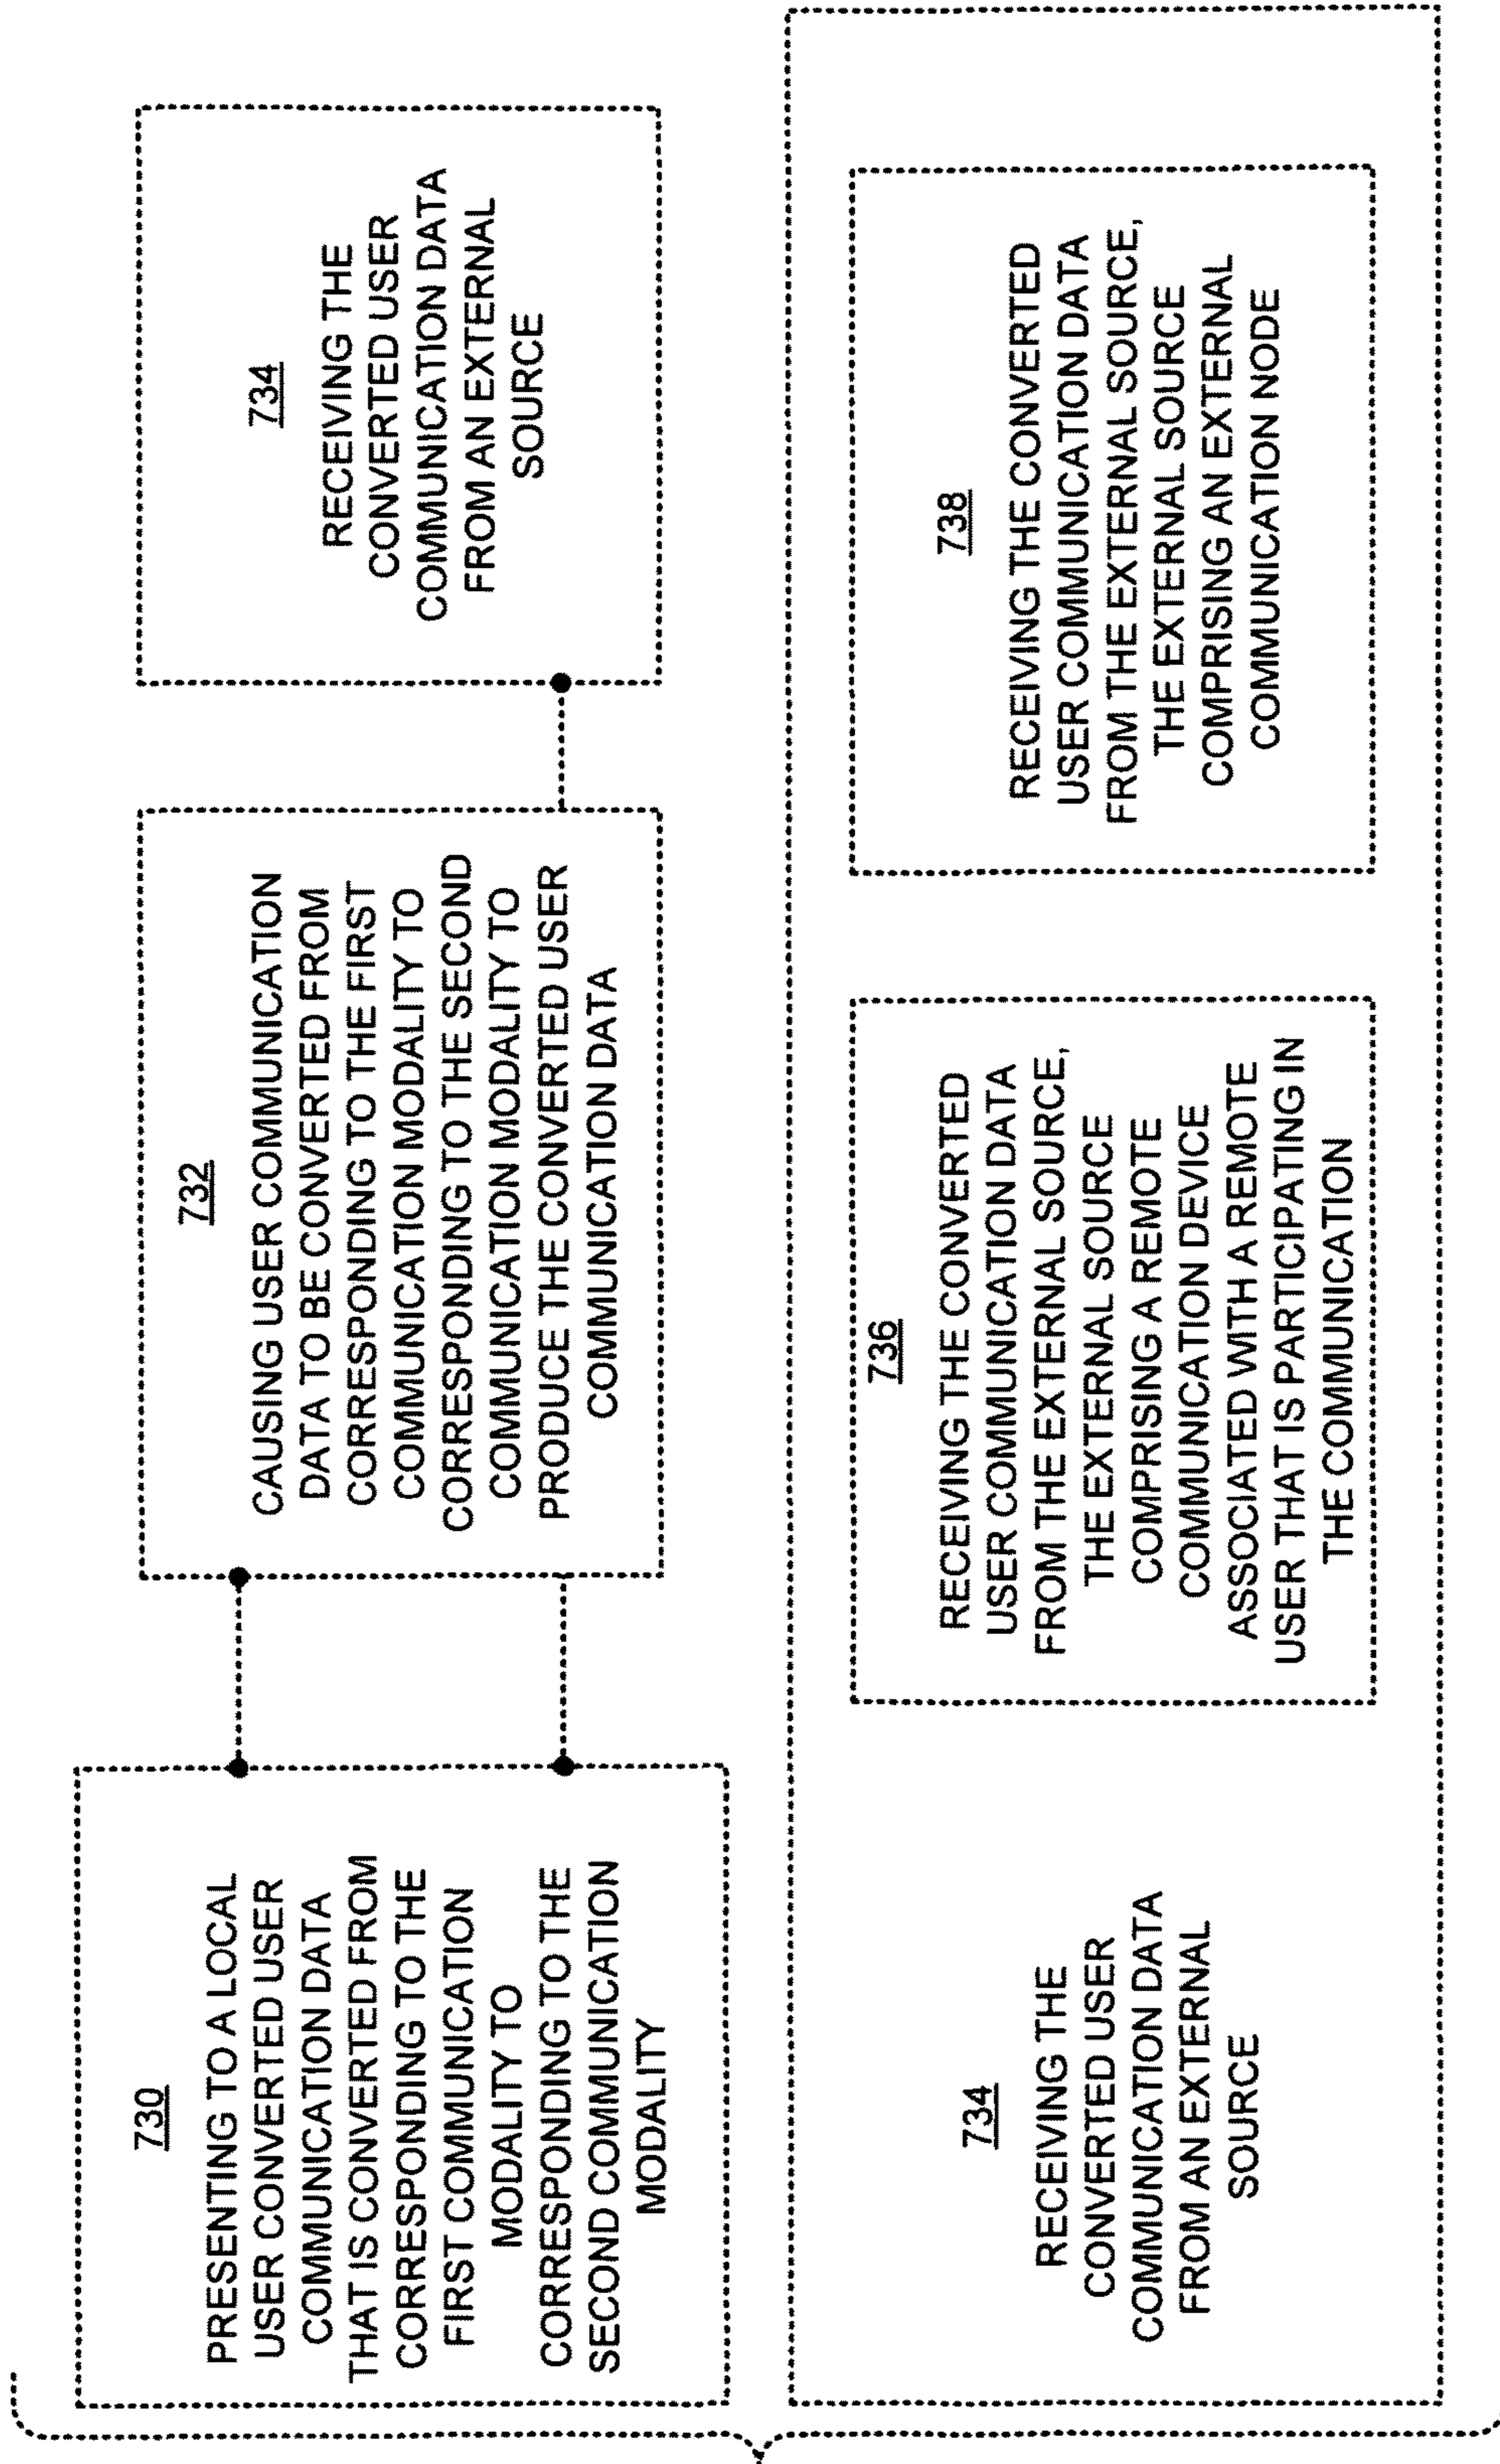 730
PRESENTING TO A LOCAL
USER CONVERTED USER
COMMUNICATION DATA
THAT IS CONVERTED FROM
CORRESPONDING TO THE
FIRST COMMUNICATION
MODALITY TO
CORRESPONDING TO THE
SECOND COMMUNICATION
MODALITY
732
CAUSING USER COMMUNICATION
DATA TO BE CONVERTED FROM
CORRESPONDING TO THE FIRST
COMMUNICATION MODALITY TO
CORRESPONDING TO THE SECOND
COMMUNICATION MODALITY TO
PRODUCE THE CONVERTED USER
COMMUNICATION DATA
734
RECEIVING THE
CONVERTED USER
COMMUNICATION DATA
FROM AN EXTERNAL
SOURCE
734
RECEIVING THE
CONVERTED USER
COMMUNICATION DATA
FROM AN EXTERNAL
SOURCE
736
RECEIVING THE CONVERTED
USER COMMUNICATION DATA
FROM THE EXTERNAL SOURCE,
THE EXTERNAL SOURCE
COMPRISING A REMOTE
COMMUNICATION DEVICE
ASSOCIATED WITH A REMOTE
USER THAT IS PARTICIPATING IN
THE COMMUNICATION
738
RECEIVING THE CONVERTED
USER COMMUNICATION DATA
FROM THE EXTERNAL SOURCE,
THE EXTERNAL SOURCE
COMPRISING AN EXTERNAL
COMMUNICATION NODE